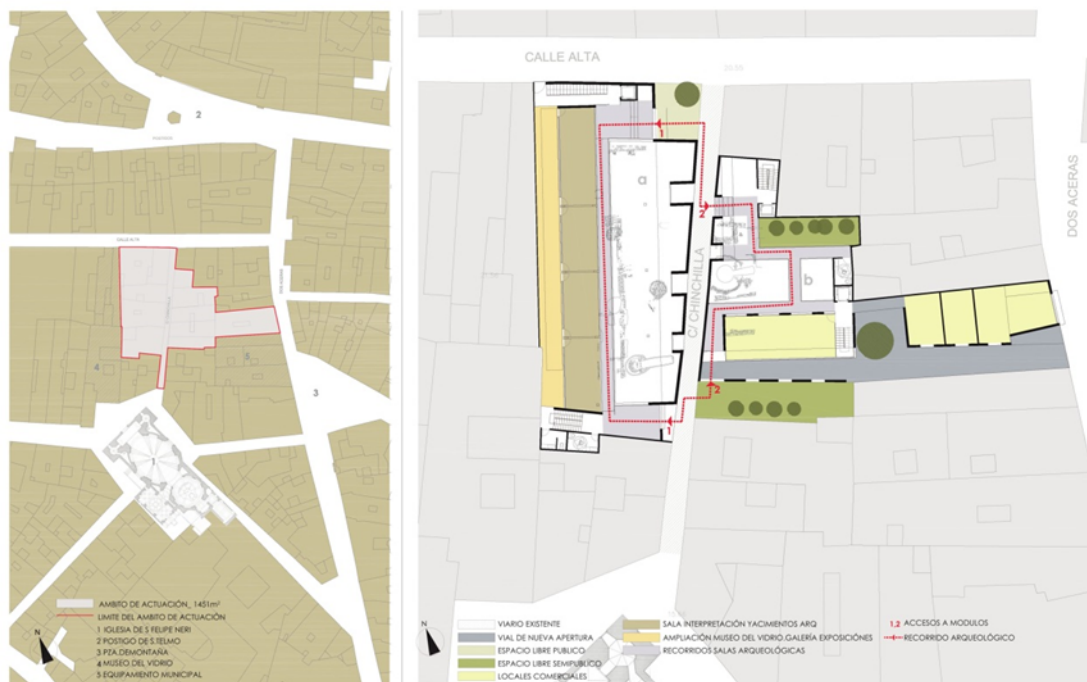 2
CALLE ALTA
3
4
5
1
N
AMBITO DE ACTUACIÓN_ 1451m²
LIMITE DEL AMBITO DE ACTUACIÓN
1 IGLESIA DE S FELIPE NERI
2 POSTIGO DE S.TELMO
3 PZA.DEMONTAÑA
4 MUSEO DEL VIDRIO
5 EQUIPAMIENTO MUNICIPAL
CALLE ALTA
DOS ACERAS
C/ CHINCHILLA
a
b
1
2
2
1
N
VIARIO EXISTENTE
VIAL DE NUEVA APERTURA
ESPACIO LIBRE PUBLICO
ESPACIO LIBRE SEMIPUBLICO
LOCALES COMERCIALES
SALA INTERPRETACIÓN YACIMIENTOS ARQ
AMPLIACIÓN MUSEO DEL VIDRIO.GALERÍA EXPOSICIÓNES
RECORRIDOS SALAS ARQUEOLÓGICAS
1.2 ACCESOS A MODULOS
RECORRIDO ARQUEOLÓGICO